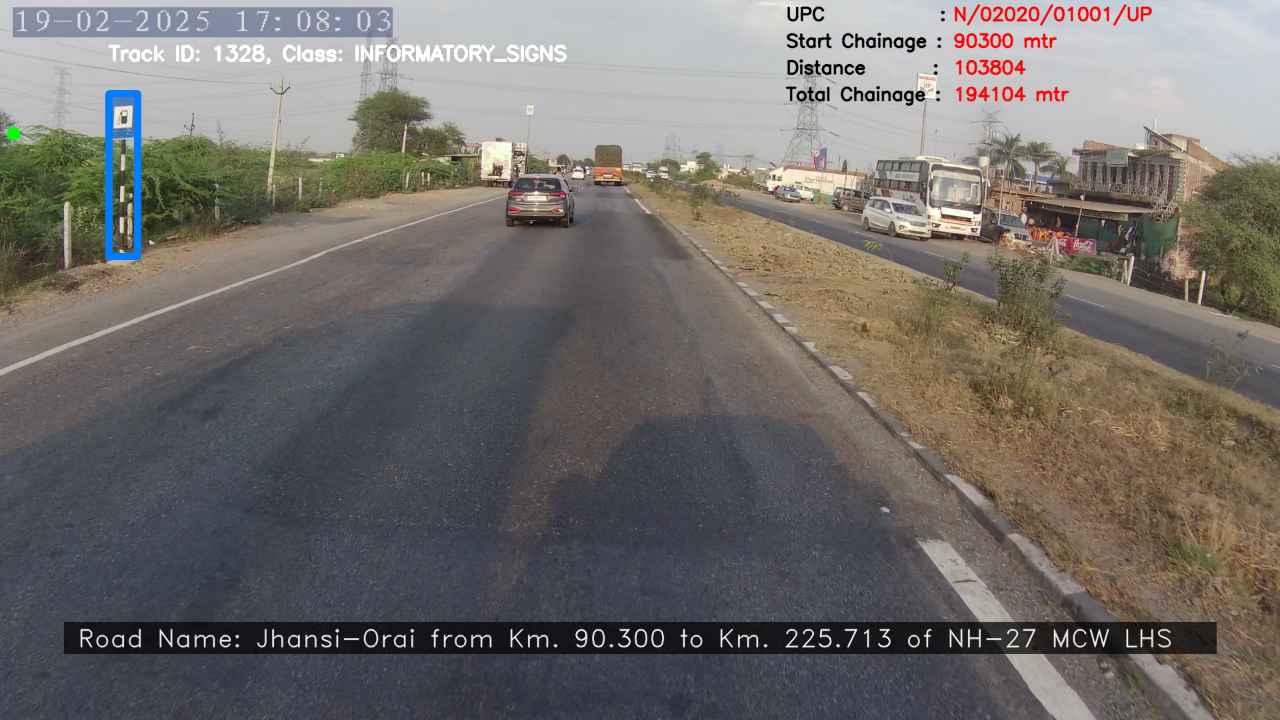 19-02-2025 17:08:03
Track ID: 1328, Class: INFORMATORY_SIGNS
UPC : N/02020/01001/UP
Start Chainage : 90300 mtr
Distance : 103804
Total Chainage : 194104 mtr
Road Name: Jhansi-Orai from Km. 90.300 to Km. 225.713 of NH-27 MCW LHS